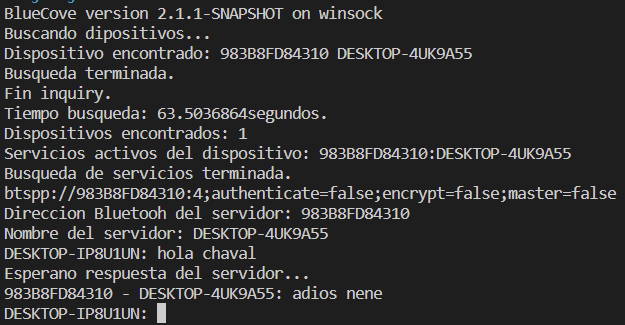 BlueCove version 2.1.1-SNAPSHOT on winsock
Buscando dipositivos...
Dispositivo encontrado: 983B8FD84310 DESKTOP-4UK9A55
Busqueda terminada.
Fin inquiry.
Tiempo busqueda: 63.5036864segundos.
Dispositivos encontrados: 1
Servicios activos del dispositivo: 983B8FD84310:DESKTOP-4UK9A55
Busqueda de servicios terminada.
btspp://983B8FD84310:4;authenticate=false;encrypt=false;master=false
Direccion Bluetooh del servidor: 983B8FD84310
Nombre del servidor: DESKTOP-4UK9A55
DESKTOP-IP8U1UN: hola chaval
Esperano respuesta del servidor...
983B8FD84310 - DESKTOP-4UK9A55: adios nene
DESKTOP-IP8U1UN: